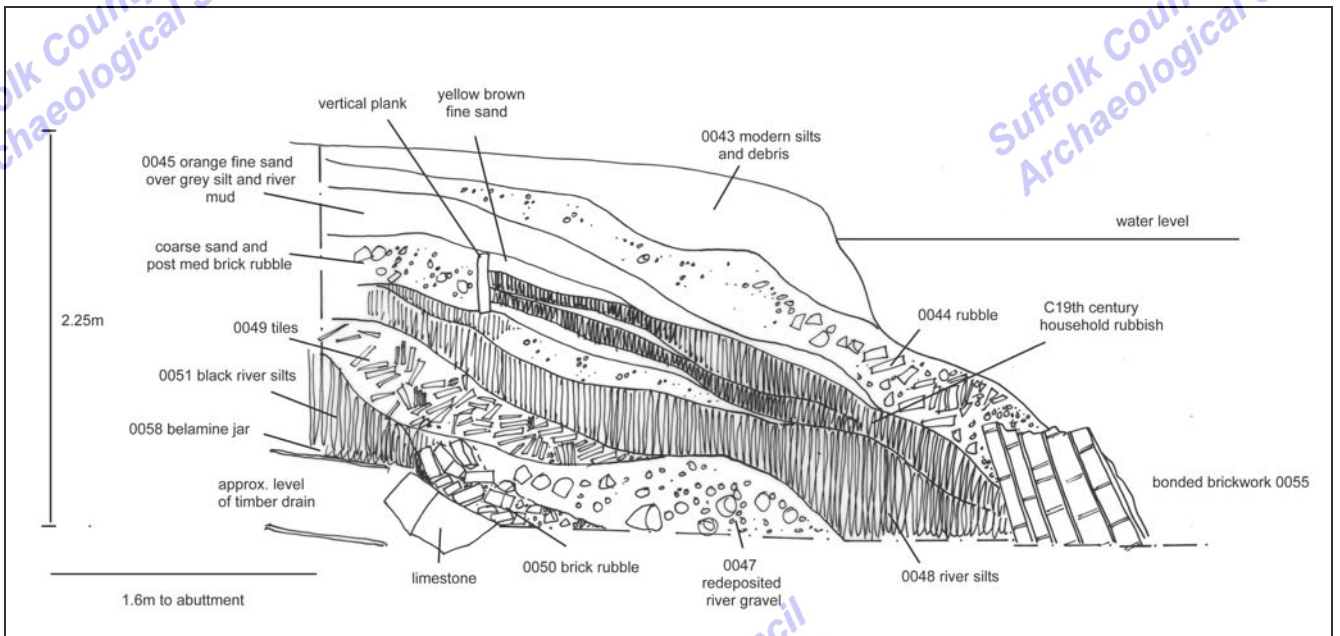 Suffolk Coun
Archaeological S
olk County
chaeological S
vertical plank
yellow brown
fine sand
0043 modern silts
and debris
0045 orange fine sand
over grey silt and river
mud
water level
coarse sand and
post med brick rubble
2.25m
0044 rubble
C19th century
household rubbish
0049 tiles
0051 black river silts
0058 belamine jar
approx. level
of timber drain
bonded brickwork 0055
limestone
0050 brick rubble
0047
redeposited
river gravel
0048 river silts
1.6m to abuttment
cil